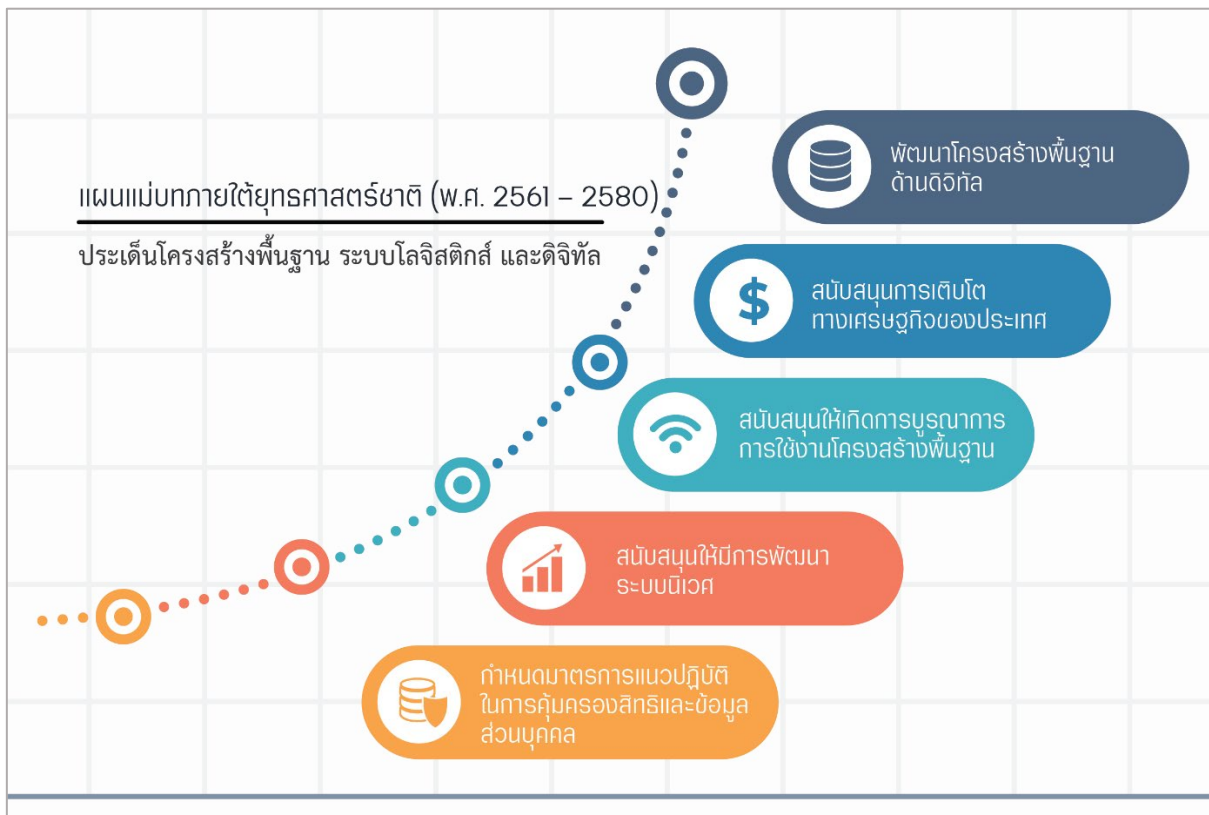 แผนแม่บทภายใต้ยุทธศาสตร์ชาติ (พ.ศ. 2561 – 2580)
ประเด็นโครงสร้างพื้นฐาน ระบบโลจิสติกส์ และดิจิทัล
พัฒนาโครงสร้างพื้นฐาน
ด้านดิจิทัล
$
สนับสนุนการเติบโต
ทางเศรษฐกิจของประเทศ
สนับสนุนให้เกิดการบูรณาการ
การใช้งานโครงสร้างพื้นฐาน
สนับสนุนให้มีการพัฒนา
ระบบนิเวศ
กำหนดมาตรการแนวปฏิบัติ
ในการคุ้มครองสิทธิและข้อมูล
ส่วนบุคคล